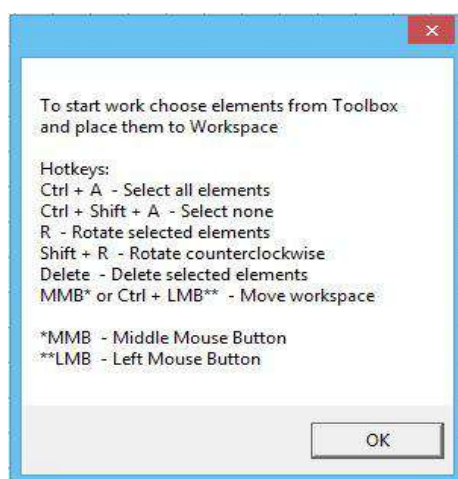 To start work choose elements from Toolbox
and place them to Workspace
Hotkeys:
Ctrl + A - Select all elements
Ctrl + Shift + A - Select none
R - Rotate selected elements
Shift + R - Rotate counterclockwise
Delete - Delete selected elements
MMB* or Ctrl + LMB** - Move workspace
*MMB - Middle Mouse Button
**LMB - Left Mouse Button
OK